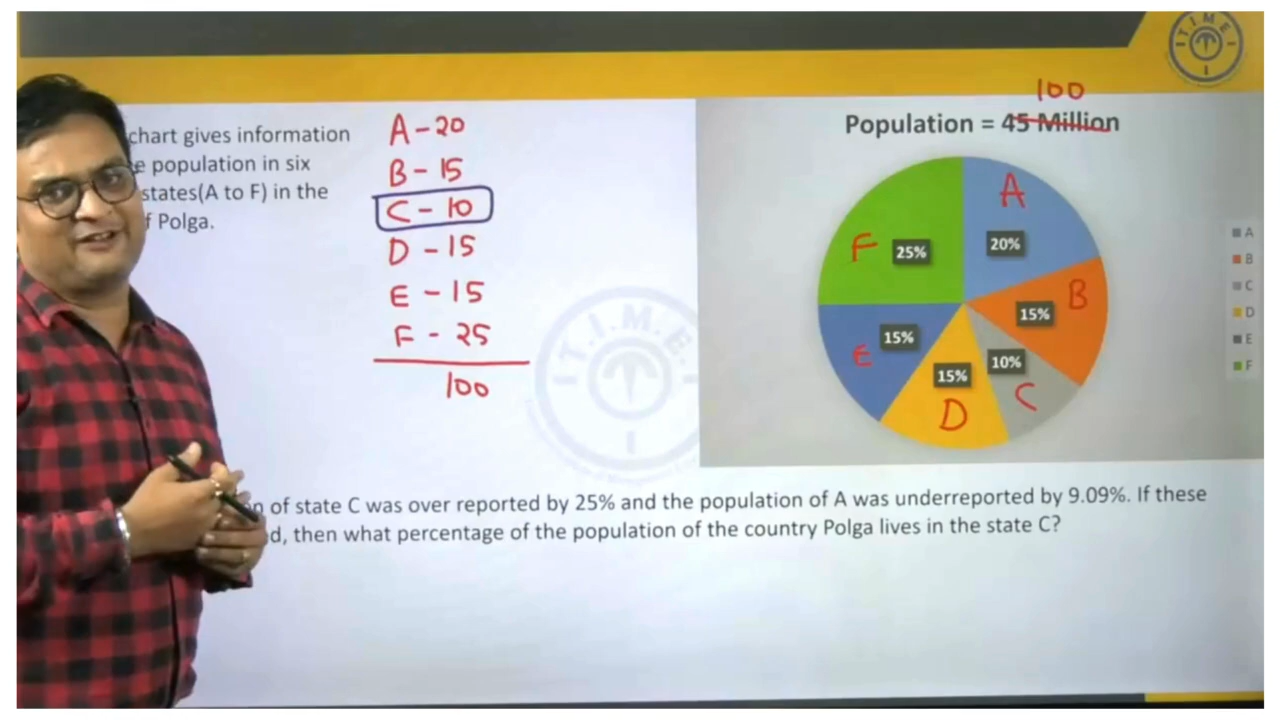 T.I.M.E.
chart gives information
e population in six
states(A to F) in the
f Polga.
A - 20
B - 15
C - 10
D - 15
E - 15
F - 25
100
100
Population = 45 Million
A
20%
B
15%
C
10%
D
15%
E
15%
F
25%
A
B
C
D
E
F
T.I.M.E.
n of state C was over reported by 25% and the population of A was underreported by 9.09%. If these
d, then what percentage of the population of the country Polga lives in the state C?